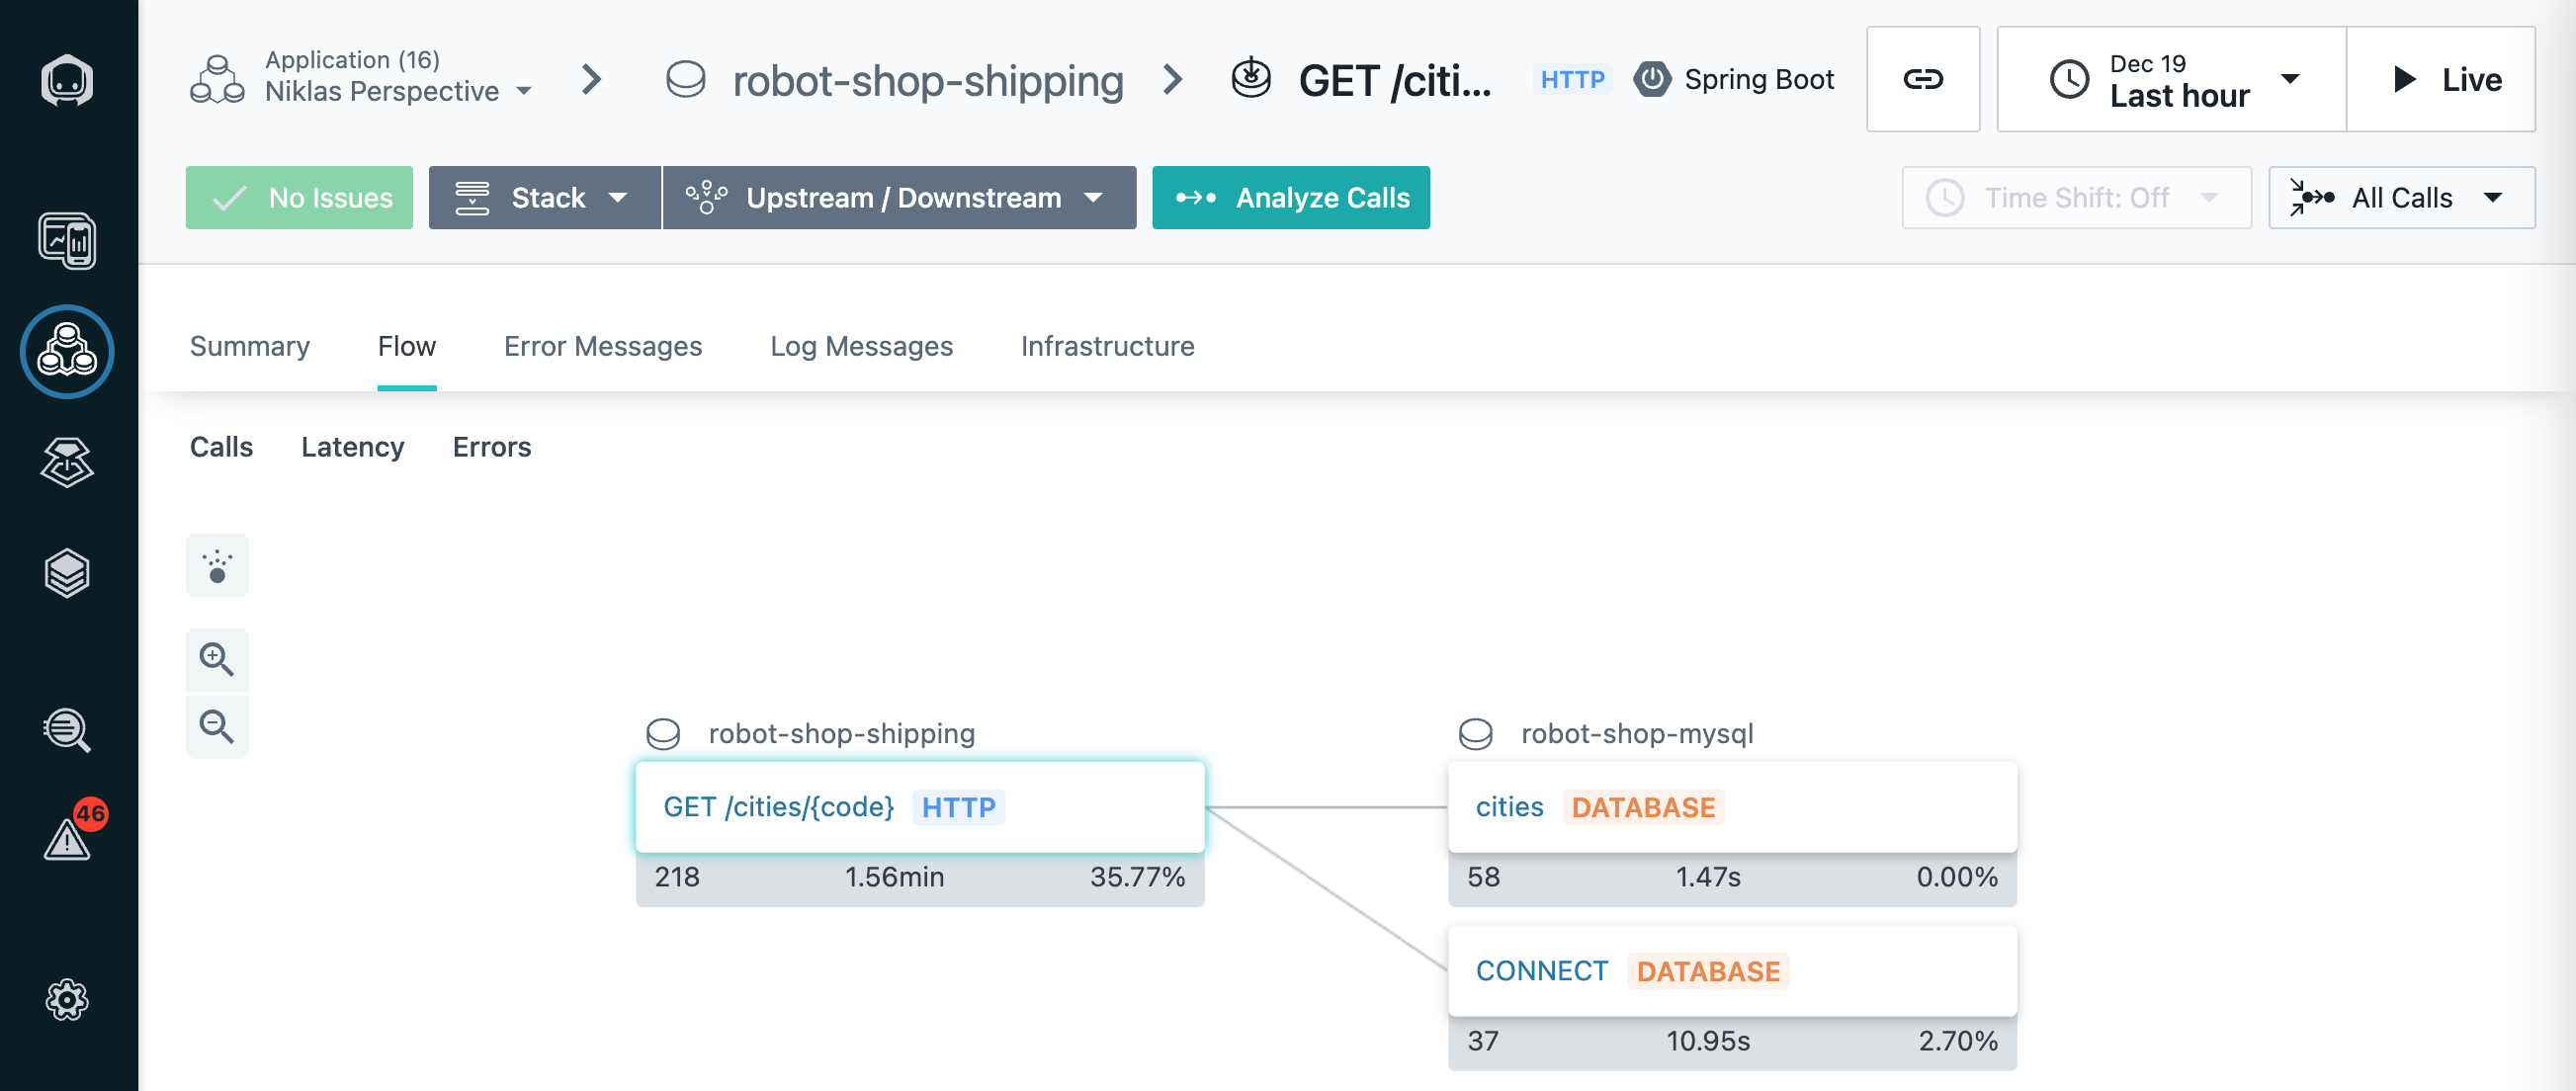 Application (16)
Niklas Perspective
robot-shop-shipping
GET /citi...
HTTP
Spring Boot
Dec 19
Last hour
Live
No Issues
Stack
Upstream / Downstream
Analyze Calls
Time Shift: Off
All Calls
Summary
Flow
Error Messages
Log Messages
Infrastructure
Calls
Latency
Errors
46
robot-shop-shipping
GET /cities/{code} HTTP
218 1.56min 35.77%
robot-shop-mysql
cities DATABASE
58 1.47s 0.00%
CONNECT DATABASE
37 10.95s 2.70%